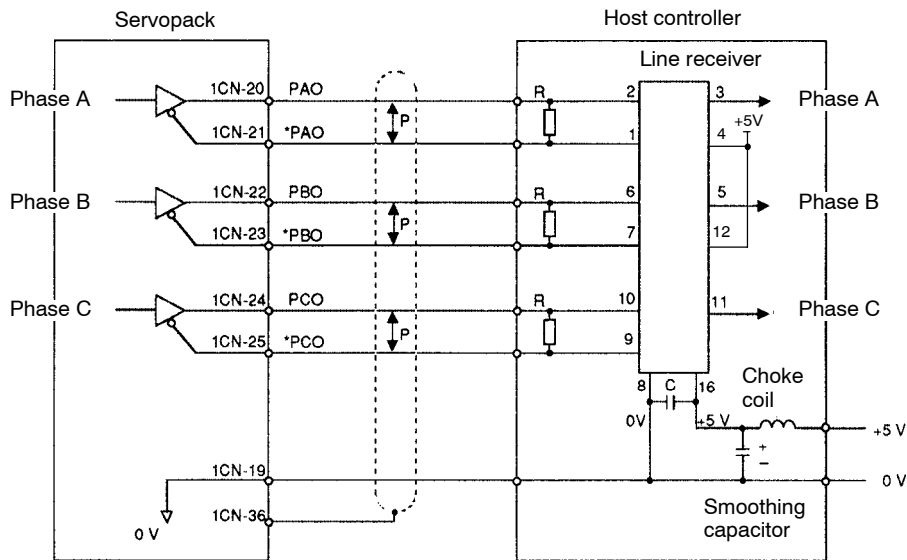 Servopack
Host controller
Line receiver
Phase A
1CN-20 PAO
R
2
3
Phase A
P
4
+5V
1CN-21 *PAO
1
Phase B
1CN-22 PBO
R
6
5
Phase B
P
1CN-23 *PBO
7
12
Phase C
1CN-24 PCO
R
10
11
Phase C
P
1CN-25 *PCO
9
8
C
16
Choke
coil
0V
+5 V
+5 V
+
−
1CN-19
0 V
1CN-36
0 V
Smoothing
capacitor